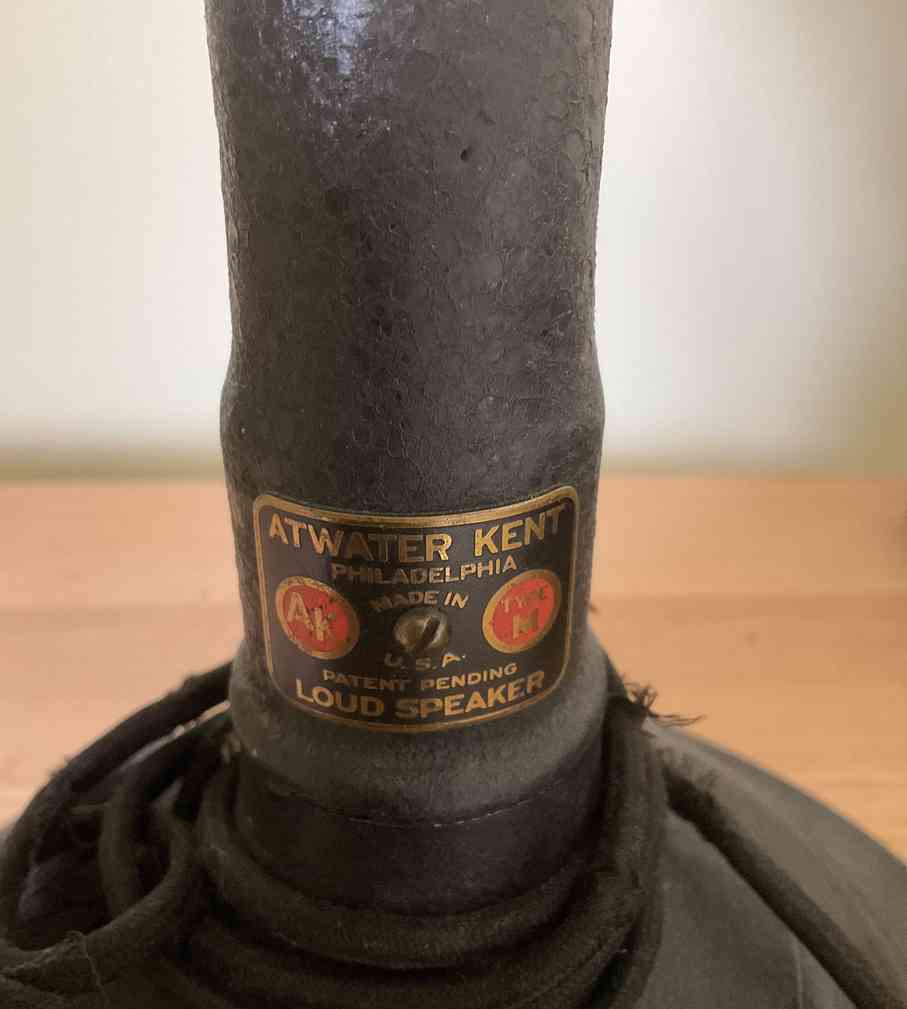 ATWATER KENT
PHILADELPHIA
AK
MADE IN
TYPE
M
U.S.A.
PATENT PENDING
LOUD SPEAKER